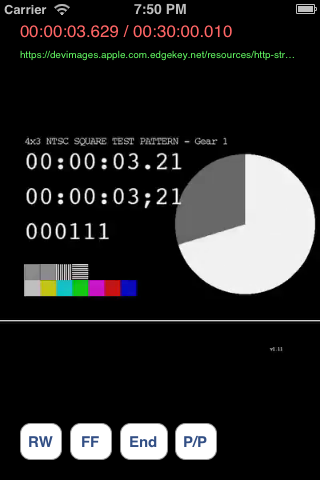 Carrier 7:50 PM
00:00:03.629 / 00:30:00.010
https://devimages.apple.com.edgekey.net/resources/http-str…
4x3 NTSC SQUARE TEST PATTERN - Gear 1
00:00:03.21
00:00:03;21
000111
v1.11
RW FF End P/P